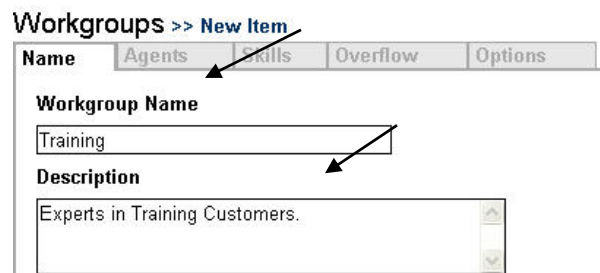 Workgroups >> New Item
Name Agents Skills Overflow Options
Workgroup Name
Training
Description
Experts in Training Customers.